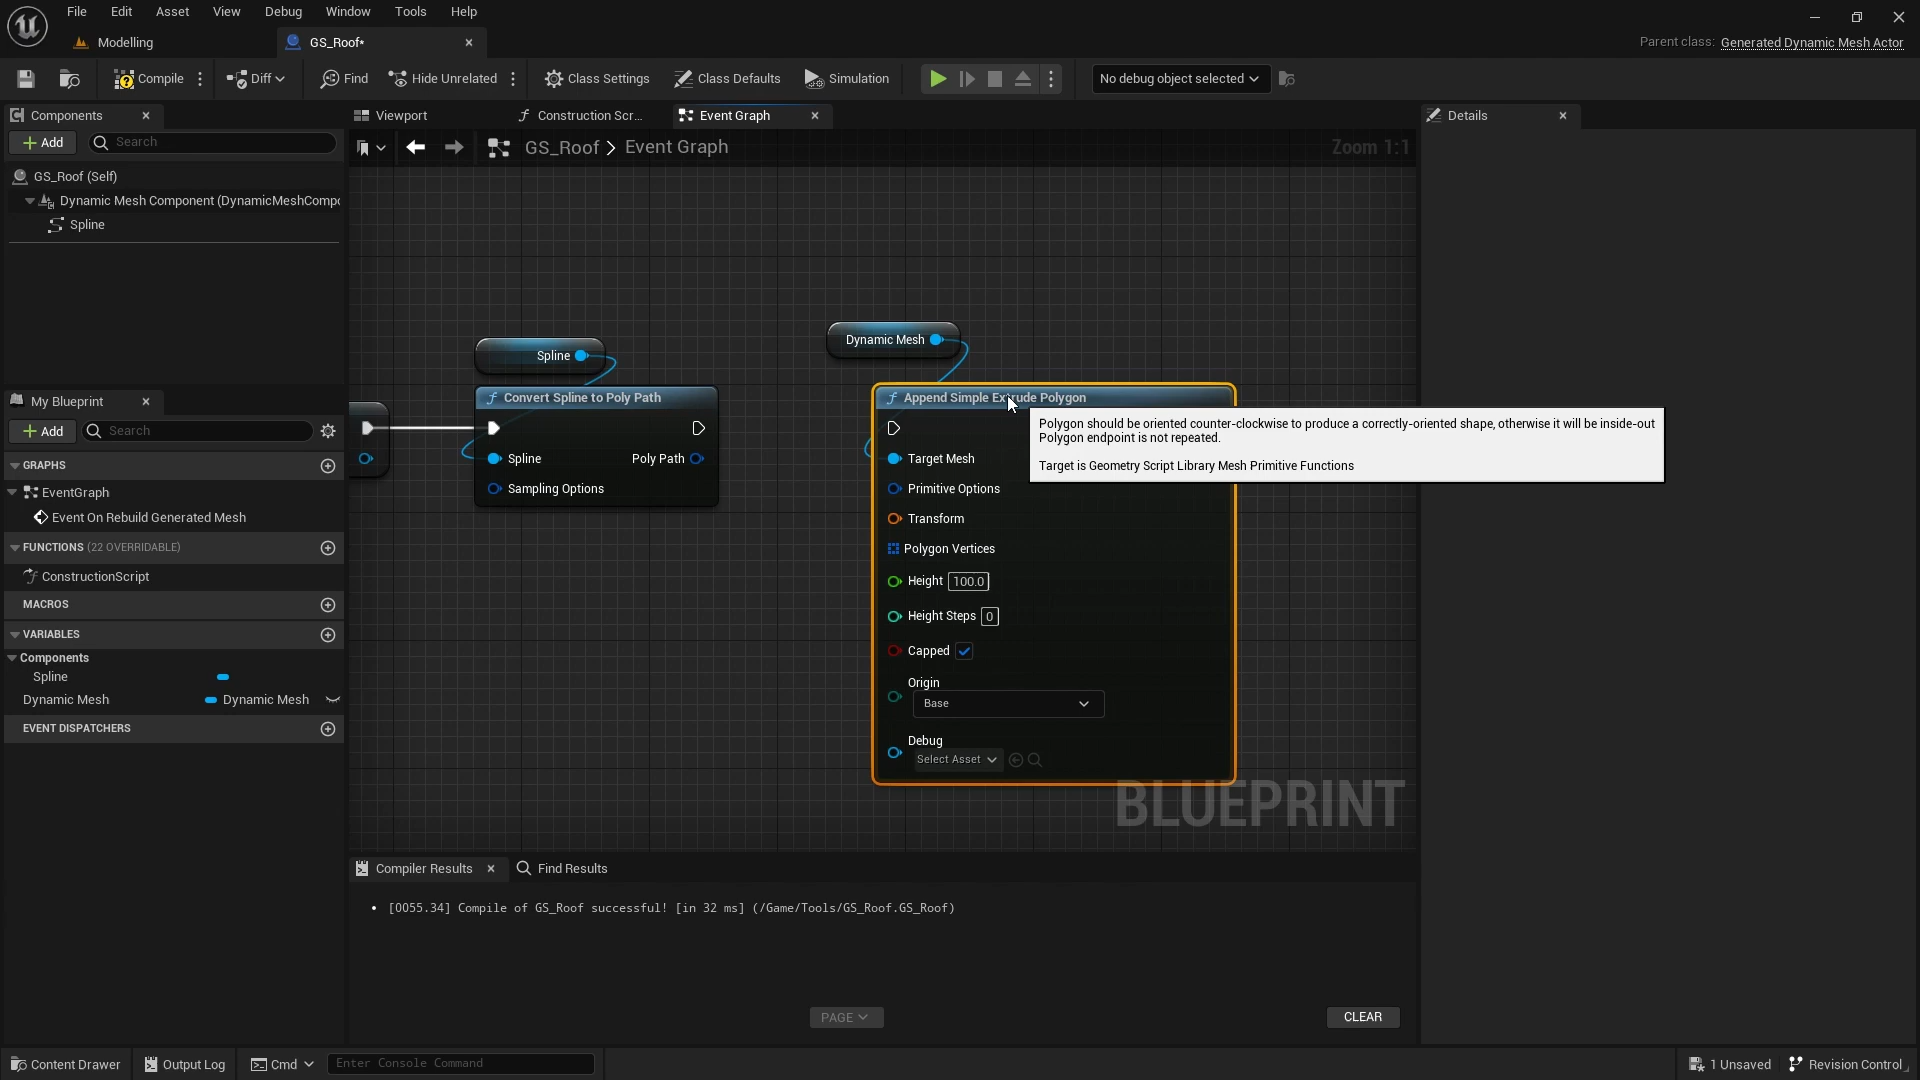 File Edit Asset View Debug Window Tools Help
Modelling
GS_Roof*
Parent class: Generated Dynamic Mesh Actor
Compile
Diff
Find
Hide Unrelated
Class Settings
Class Defaults
Simulation
No debug object selected
Components
Add
Search
GS_Roof (Self)
Dynamic Mesh Component (DynamicMeshCompo
Spline
My Blueprint
Add
Search
GRAPHS
EventGraph
Event On Rebuild Generated Mesh
FUNCTIONS (22 OVERRIDABLE)
ConstructionScript
MACROS
VARIABLES
Components
Spline
Dynamic Mesh Dynamic Mesh
EVENT DISPATCHERS
Viewport
Construction Scr...
Event Graph
GS_Roof > Event Graph
Zoom 1:1
Spline
Convert Spline to Poly Path
Spline Poly Path
Sampling Options
Dynamic Mesh
Append Simple Extrude Polygon
Target Mesh
Primitive Options
Transform
Polygon Vertices
Height 100.0
Height Steps 0
Capped
Origin
Base
Debug
Select Asset
Polygon should be oriented counter-clockwise to produce a correctly-oriented shape, otherwise it will be inside-out
Polygon endpoint is not repeated.
Target is Geometry Script Library Mesh Primitive Functions
BLUEPRINT
Compiler Results
Find Results
[0055.34] Compile of GS_Roof successful! [in 32 ms] (/Game/Tools/GS_Roof.GS_Roof)
PAGE
CLEAR
Details
Content Drawer
Output Log
Cmd
Enter Console Command
1 Unsaved
Revision Control